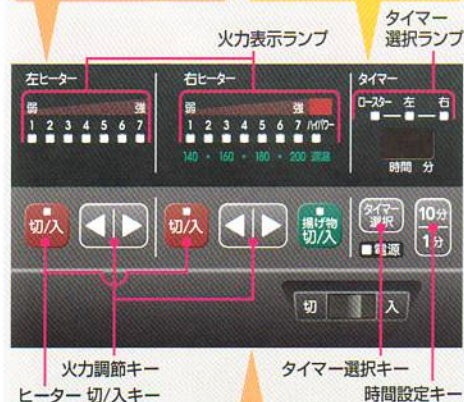 タイマー
選択ランプ
火力表示ランプ
左ヒーター
弱 強
1 2 3 4 5 6 7
右ヒーター
弱 強
1 2 3 4 5 6 7 ハイパワー
140 • 160 • 180 • 200 適温
タイマー
ロースター 左 右
時間 分
切/入
切/入
揚げ物
切/入
タイマー
選択
電源
10分
1分
切 入
火力調節キー
ヒーター 切/入キー
タイマー選択キー
時間設定キー